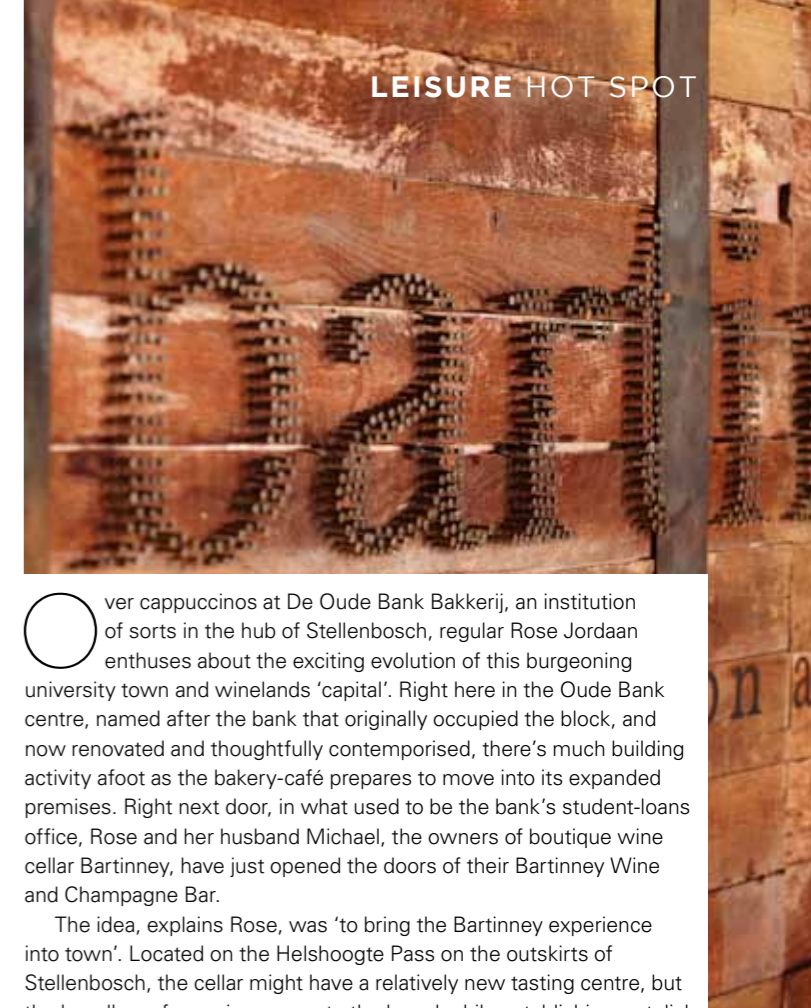 LEISURE HOT SPOT
barti
on a
Over cappuccinos at De Oude Bank Bakkerij, an institution
of sorts in the hub of Stellenbosch, regular Rose Jordaan
enthuses about the exciting evolution of this burgeoning
university town and winelands ‘capital’. Right here in the Oude Bank
centre, named after the bank that originally occupied the block, and
now renovated and thoughtfully contemporised, there’s much building
activity afoot as the bakery-café prepares to move into its expanded
premises. Right next door, in what used to be the bank’s student-loans
office, Rose and her husband Michael, the owners of boutique wine
cellar Bartinney, have just opened the doors of their Bartinney Wine
and Champagne Bar.
The idea, explains Rose, was ‘to bring the Bartinney experience
into town’. Located on the Helshoogte Pass on the outskirts of
Stellenbosch, the cellar might have a relatively new tasting centre, but